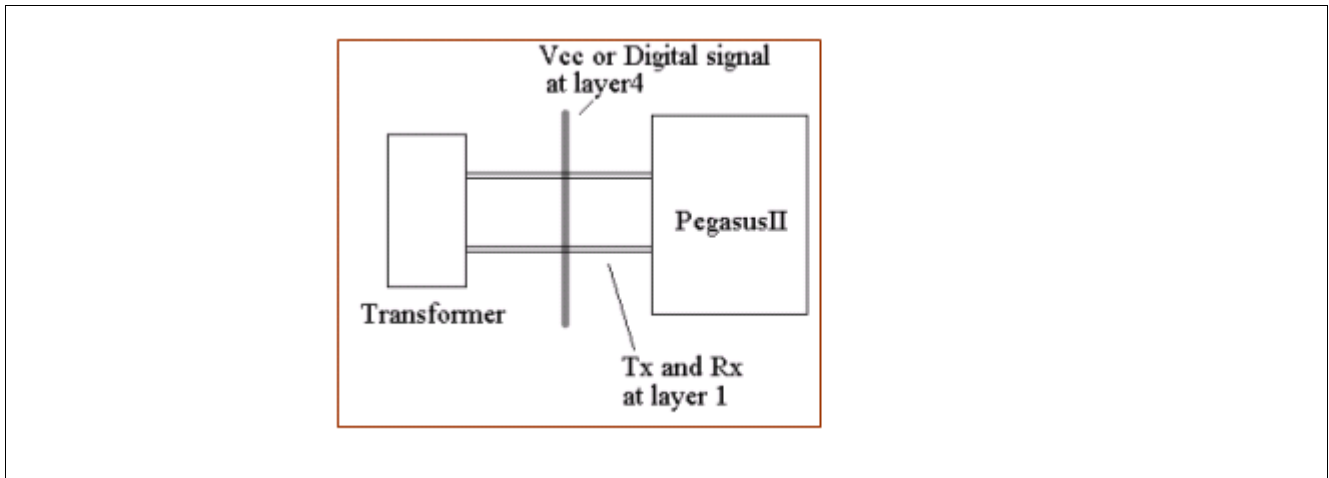 Vcc or Digital signal
at layer4
PegasusII
Transformer
Tx and Rx
at layer 1